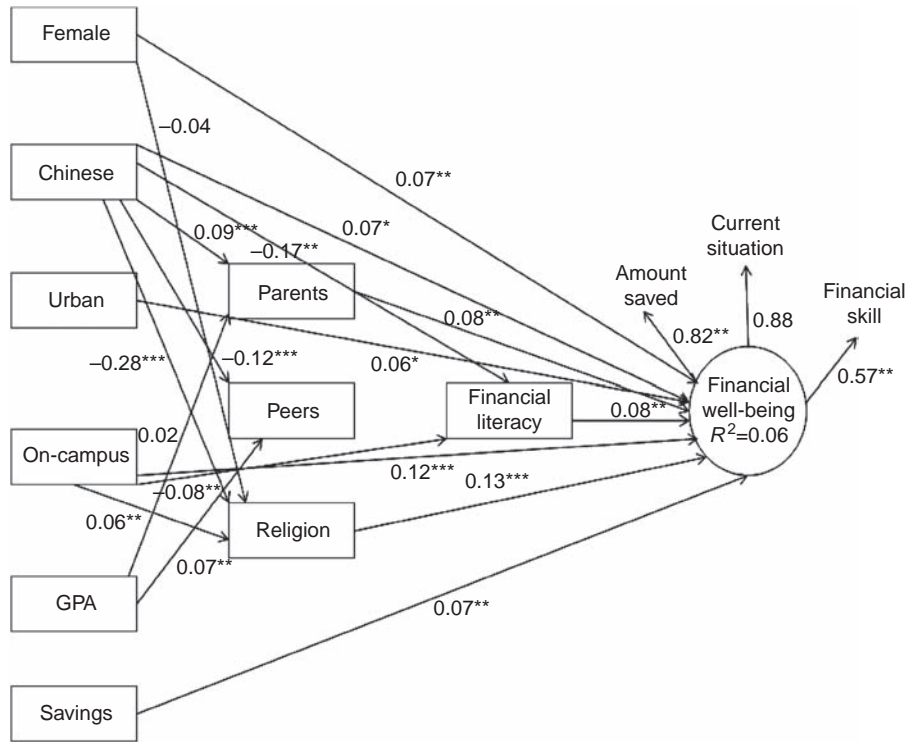 Female
−0.04
Chinese
0.07**
0.07*
Current
situation
0.09***
−0.17**
Amount
saved
Urban
Parents
Financial
skill
0.08**
0.82**
0.88
−0.28***
−0.12***
0.06*
0.57**
Peers
Financial
literacy
0.08**
Financial
well-being
R²=0.06
On-campus
0.02
0.12***
0.13***
−0.08**
0.06**
Religion
0.07**
GPA
0.07**
Savings